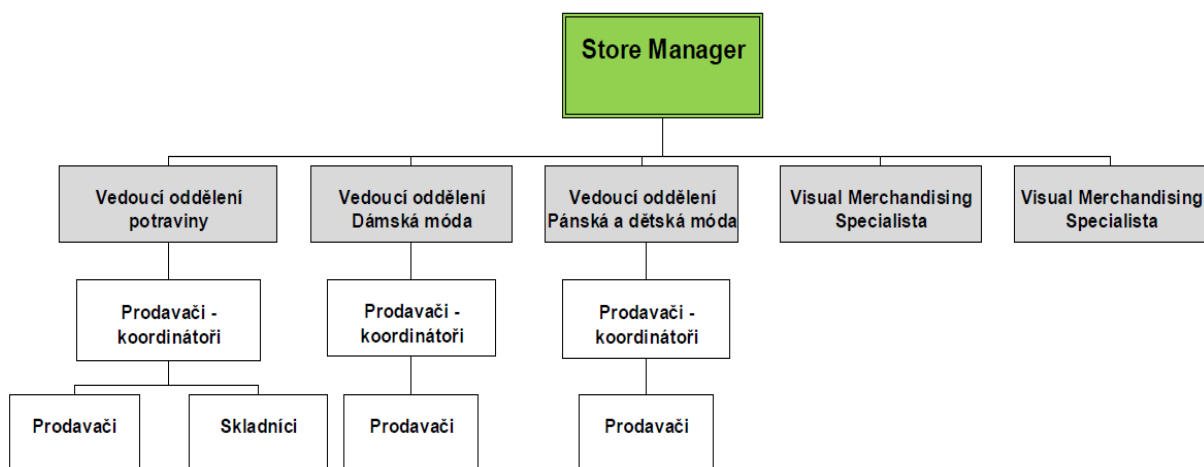 Store Manager
Vedoucí oddělení
potraviny
Vedoucí oddělení
Dámská móda
Vedoucí oddělení
Pánská a dětská móda
Visual Merchandising
Specialista
Visual Merchandising
Specialista
Prodavači -
koordinátoři
Prodavači -
koordinátoři
Prodavači -
koordinátoři
Prodavači
Skladníci
Prodavači
Prodavači